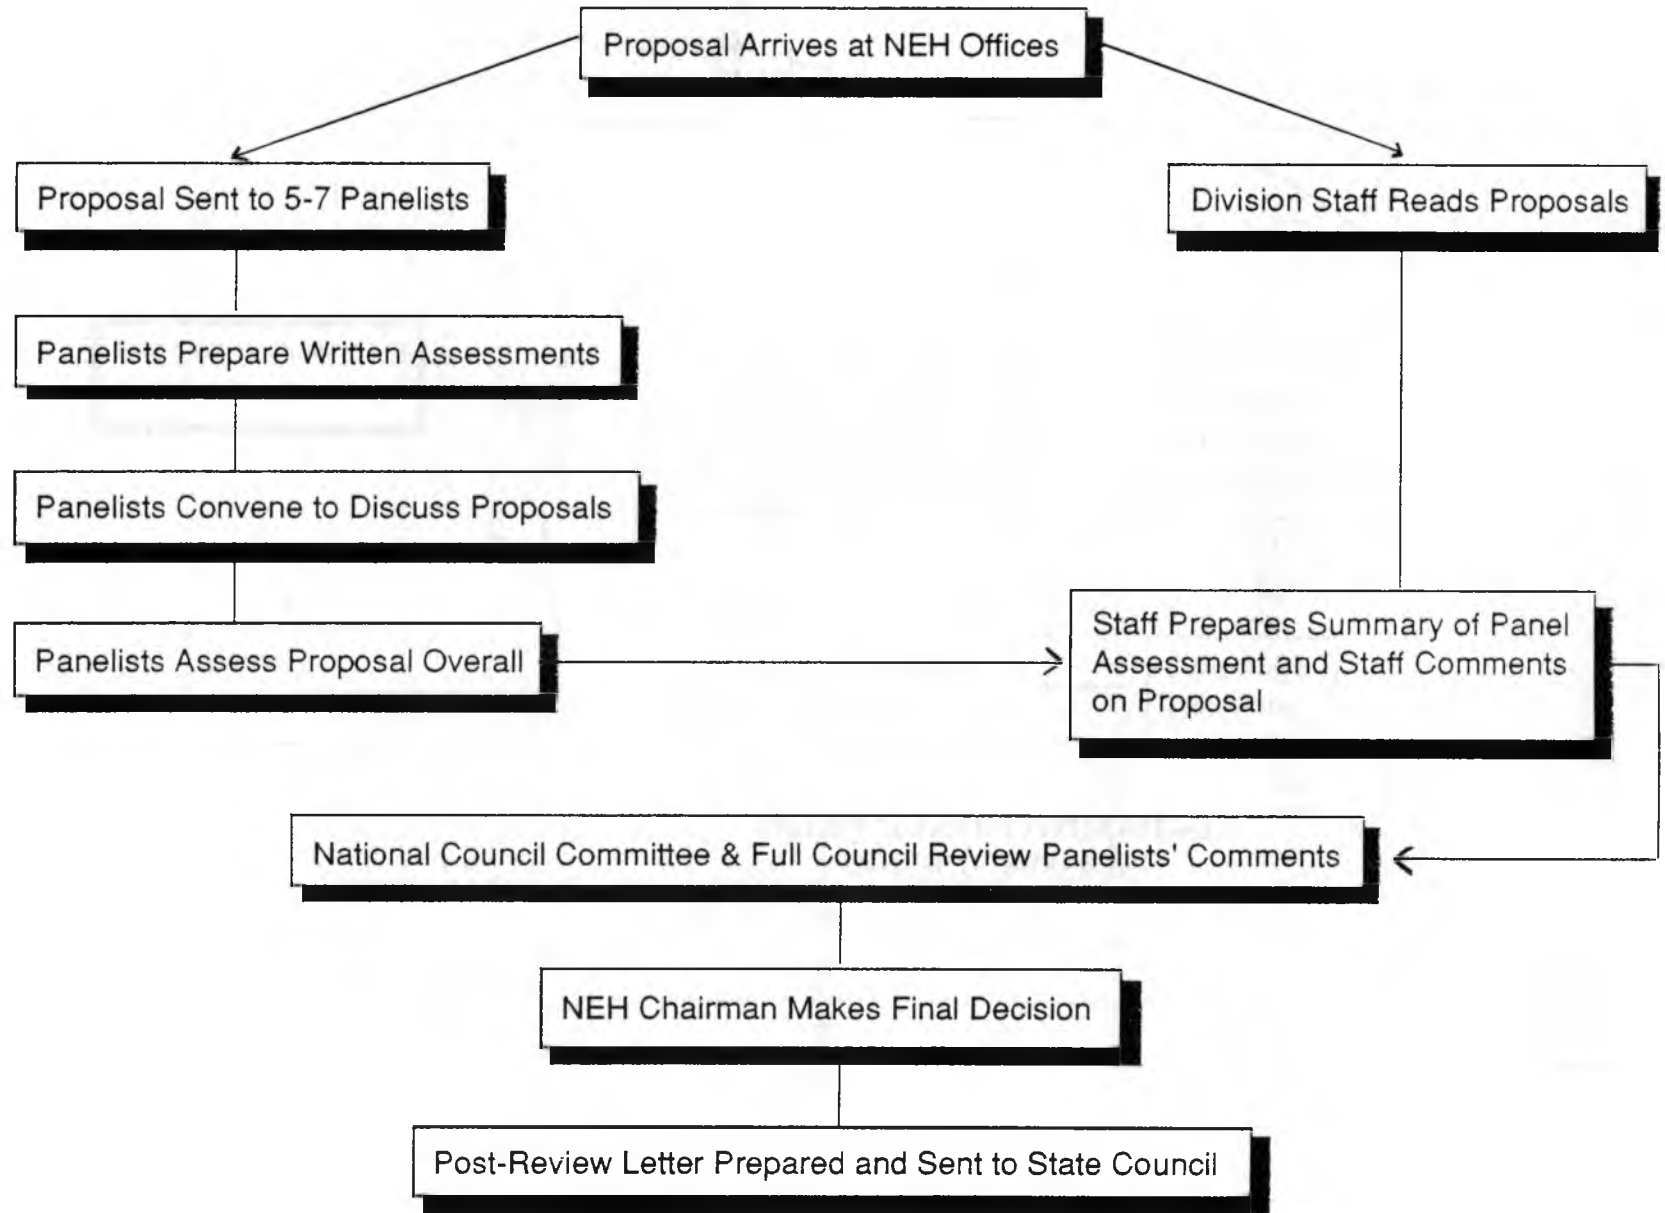 Proposal Arrives at NEH Offices
Proposal Sent to 5-7 Panelists
Division Staff Reads Proposals
Panelists Prepare Written Assessments
Panelists Convene to Discuss Proposals
Panelists Assess Proposal Overall
Staff Prepares Summary of Panel
Assessment and Staff Comments
on Proposal
National Council Committee & Full Council Review Panelists' Comments
NEH Chairman Makes Final Decision
Post-Review Letter Prepared and Sent to State Council